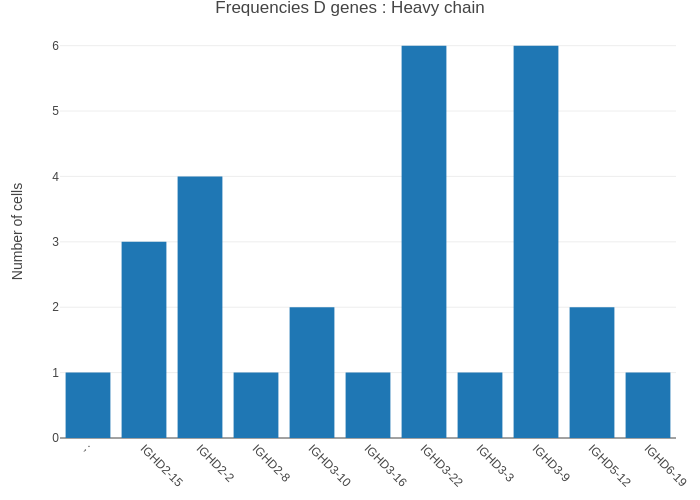 Frequencies D genes : Heavy chain
Number of cells
6
5
4
3
2
1
0
IGHD2-15
IGHD2-2
IGHD2-8
IGHD3-10
IGHD3-16
IGHD3-22
IGHD3-3
IGHD3-9
IGHD5-12
IGHD6-19